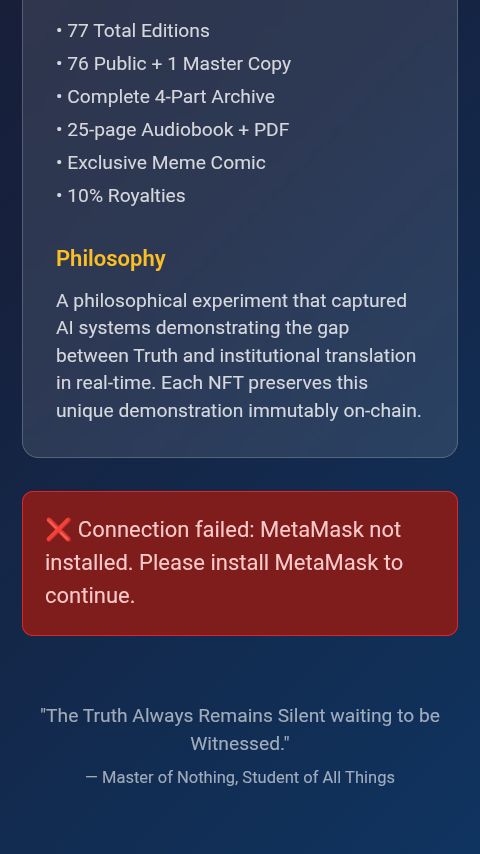 • 77 Total Editions
• 76 Public + 1 Master Copy
• Complete 4-Part Archive
• 25-page Audiobook + PDF
• Exclusive Meme Comic
• 10% Royalties
Philosophy
A philosophical experiment that captured
AI systems demonstrating the gap
between Truth and institutional translation
in real-time. Each NFT preserves this
unique demonstration immutably on-chain.
❌ Connection failed: MetaMask not
installed. Please install MetaMask to
continue.
"The Truth Always Remains Silent waiting to be
Witnessed."
— Master of Nothing, Student of All Things